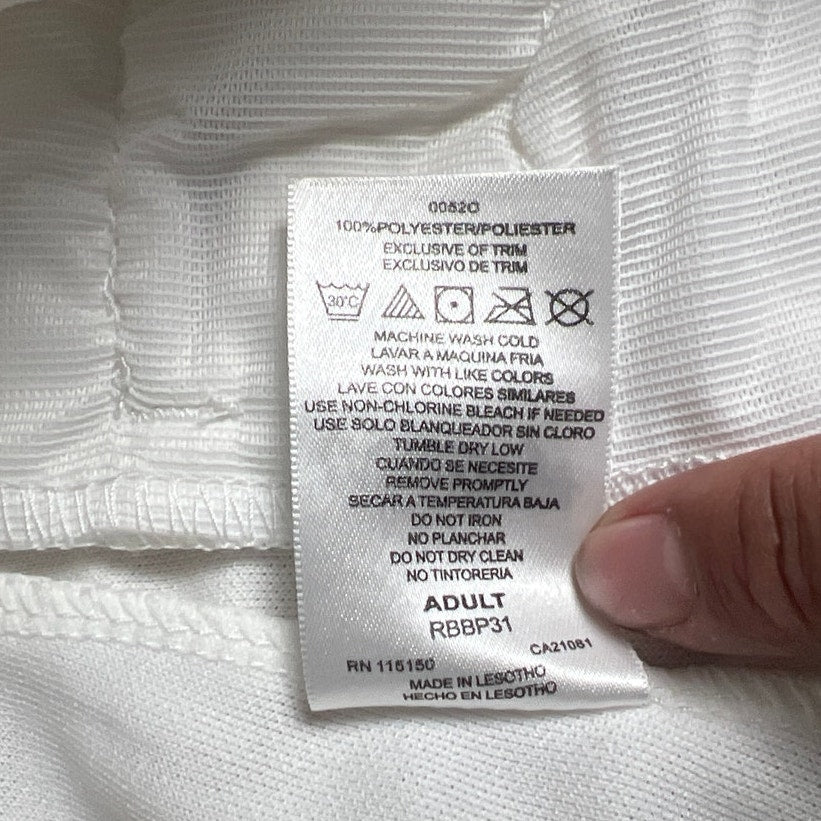 00520
100%POLYESTER/POLIESTER
EXCLUSIVE OF TRIM
EXCLUSIVO DE TRIM
30°C
MACHINE WASH COLD
LAVAR A MAQUINA FRIA
WASH WITH LIKE COLORS
LAVE CON COLORES SIMILARES
USE NON-CHLORINE BLEACH IF NEEDED
USE SOLO BLANQUEADOR SIN CLORO
TUMBLE DRY LOW
CUANDO SE NECESITE
REMOVE PROMPTLY
SECAR A TEMPERATURA BAJA
DO NOT IRON
NO PLANCHAR
DO NOT DRY CLEAN
NO TINTORERIA
ADULT
RBBP31
CA21081
RN 115150
MADE IN LESOTHO
HECHO EN LESOTHO